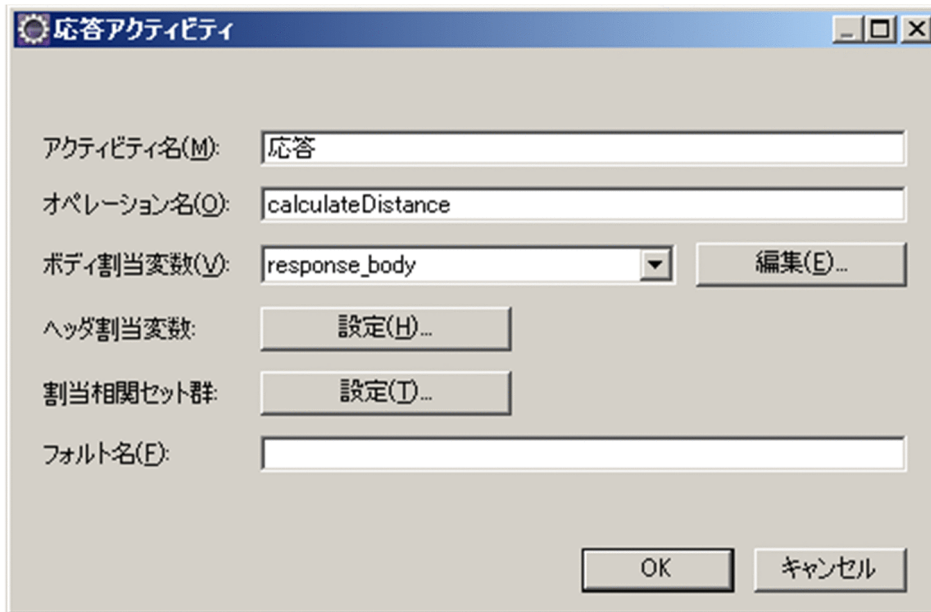 応答アクティビティ
アクティビティ名(M): 応答
オペレーション名(O): calculateDistance
ボディ割当変数(V): response_body 編集(E)...
ヘッダ割当変数: 設定(H)...
割当相関セット群: 設定(T)...
フォルト名(F):
OK キャンセル